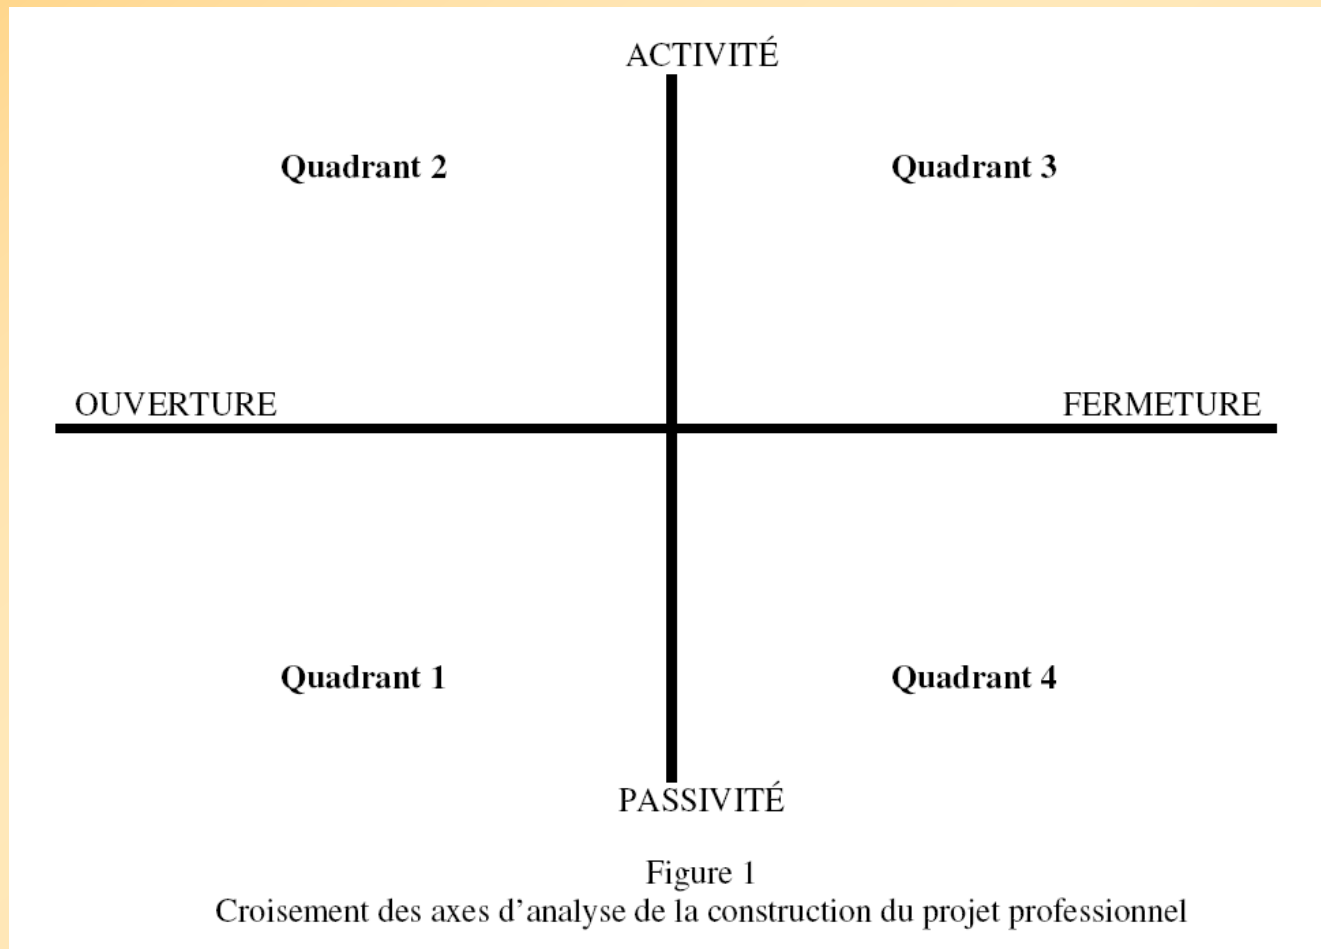 ACTIVITÉ
Quadrant 2
Quadrant 3
OUVERTURE
FERMETURE
Quadrant 1
Quadrant 4
PASSIVITÉ
Figure 1
Croisement des axes d’analyse de la construction du projet professionnel